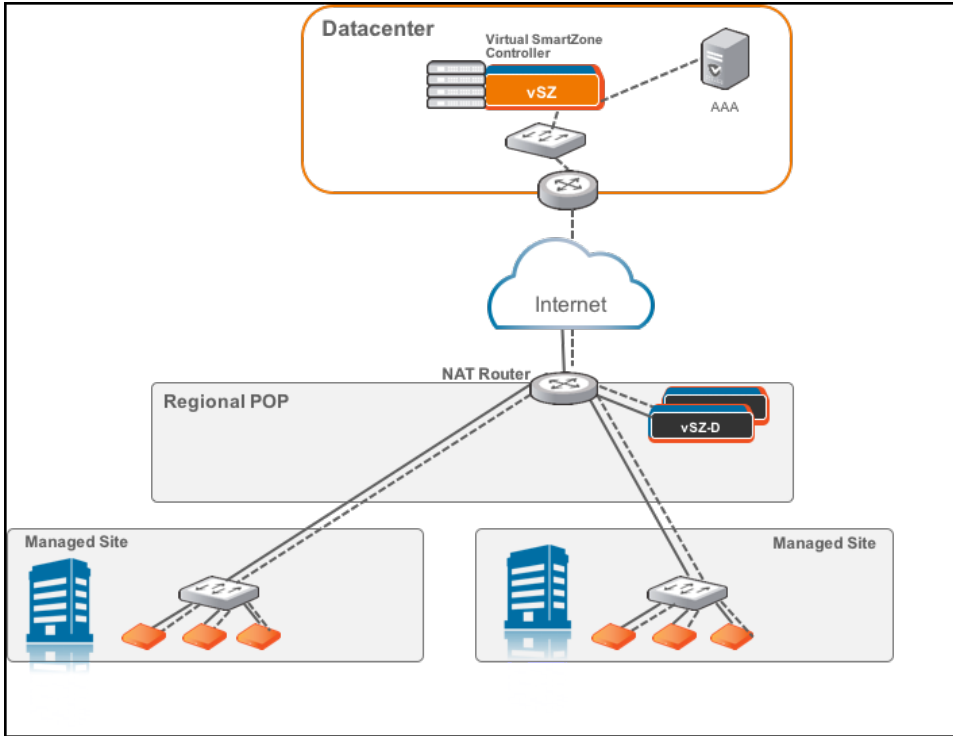 Datacenter
Virtual SmartZone
Controller
vSZ
AAA
Internet
NAT Router
Regional POP
vSZ-D
Managed Site
Managed Site